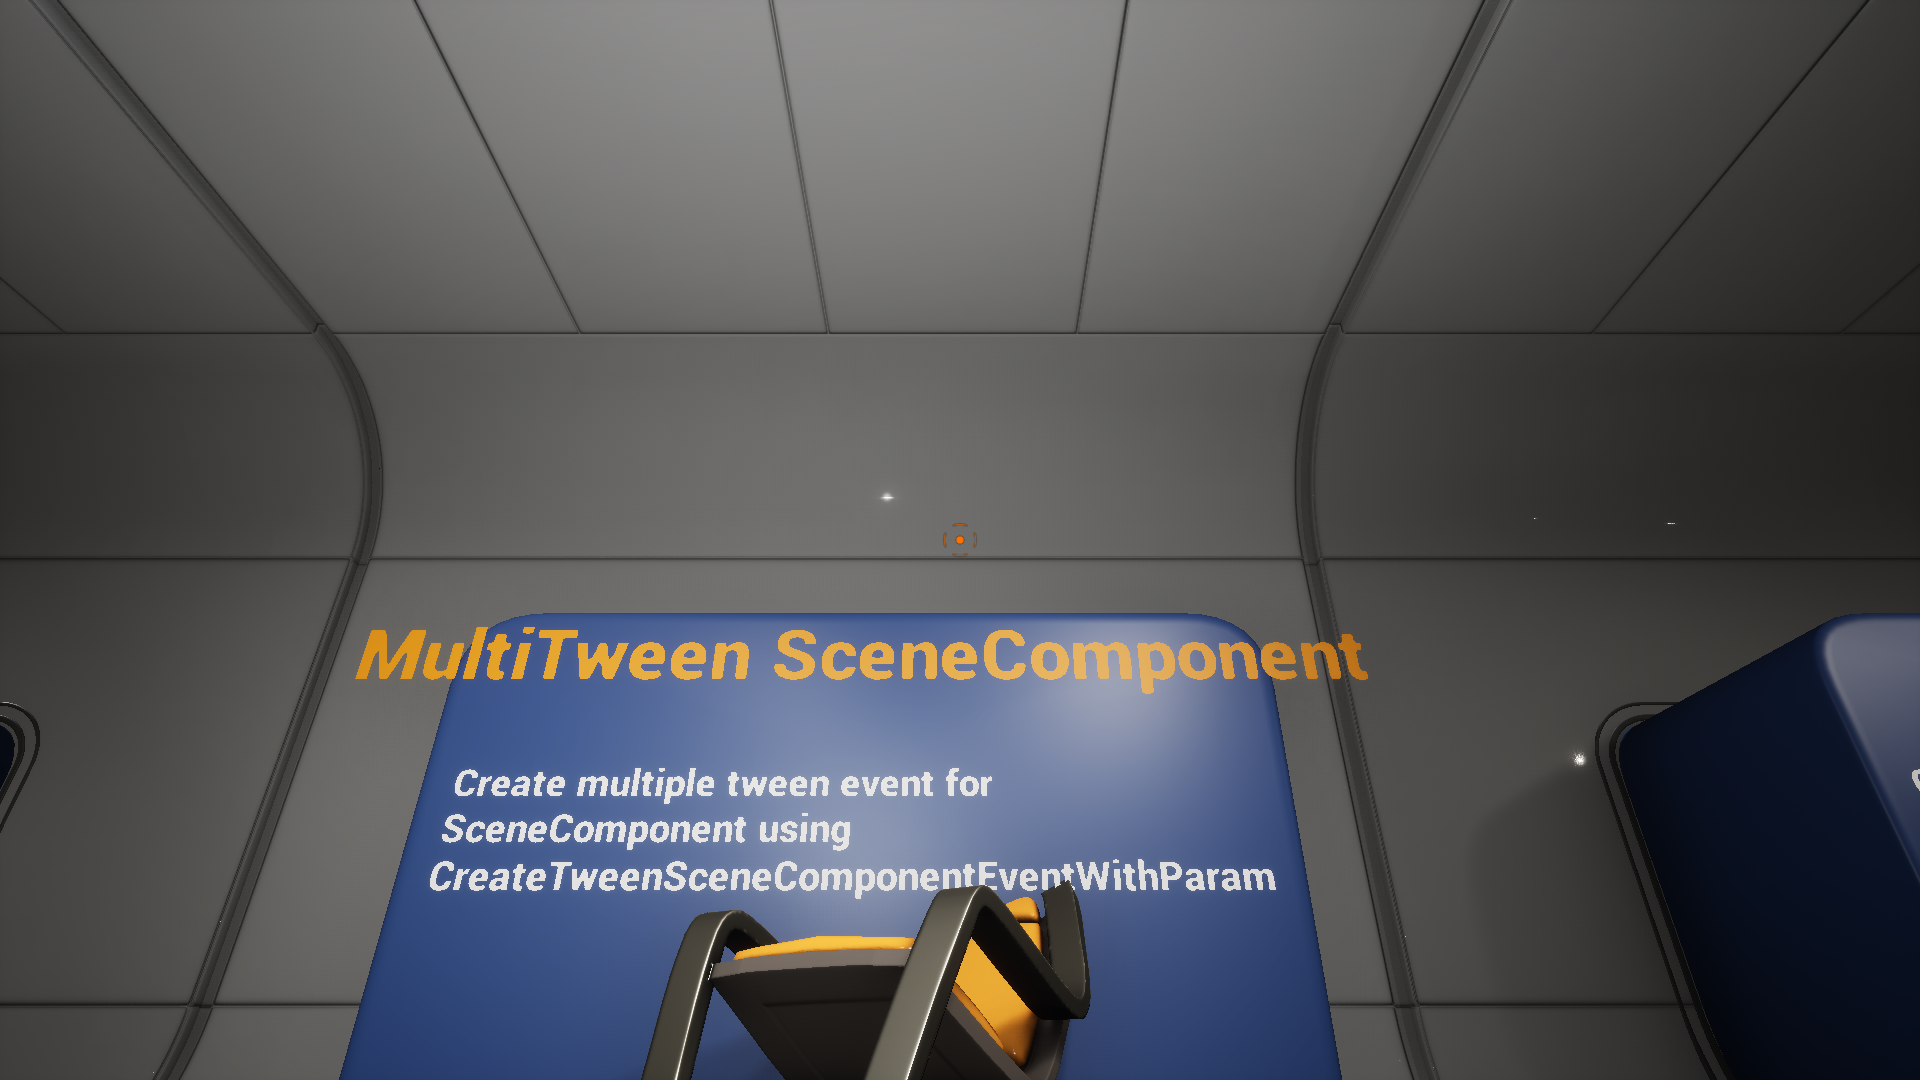 MultiTween SceneComponent
Create multiple tween event for
SceneComponent using
CreateTweenSceneComponentEventWithParam